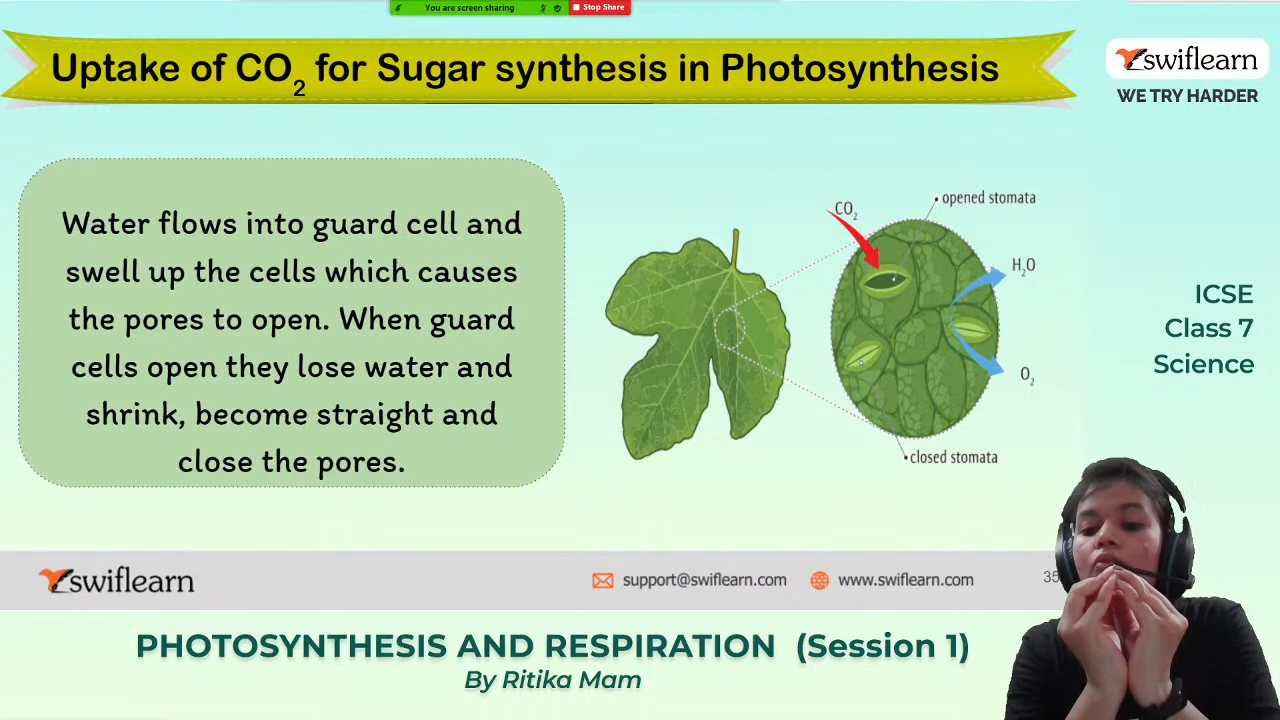 You are screen sharing
Stop Share
Uptake of CO2 for Sugar synthesis in Photosynthesis
swiflearn
WE TRY HARDER
Water flows into guard cell and
swell up the cells which causes
the pores to open. When guard
cells open they lose water and
shrink, become straight and
close the pores.
CO2
opened stomata
H2O
O2
closed stomata
ICSE
Class 7
Science
swiflearn
support@swiflearn.com
www.swiflearn.com
35
PHOTOSYNTHESIS AND RESPIRATION (Session 1)
By Ritika Mam